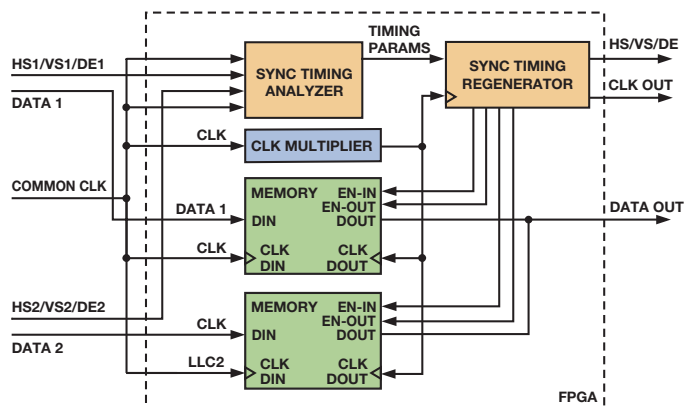 TIMING
PARAMS
HS/VS/DE
HS1/VS1/DE1
SYNC TIMING
ANALYZER
SYNC TIMING
REGENERATOR
DATA 1
CLK OUT
CLK
CLK MULTIPLIER
COMMON CLK
MEMORY
EN-IN
EN-OUT
DATA 1
DIN
DOUT
DATA OUT
CLK
CLK
DIN
CLK
DOUT
HS2/VS2/DE2
MEMORY
EN-IN
EN-OUT
CLK
DIN
DOUT
DATA 2
LLC2
CLK
DIN
CLK
DOUT
FPGA